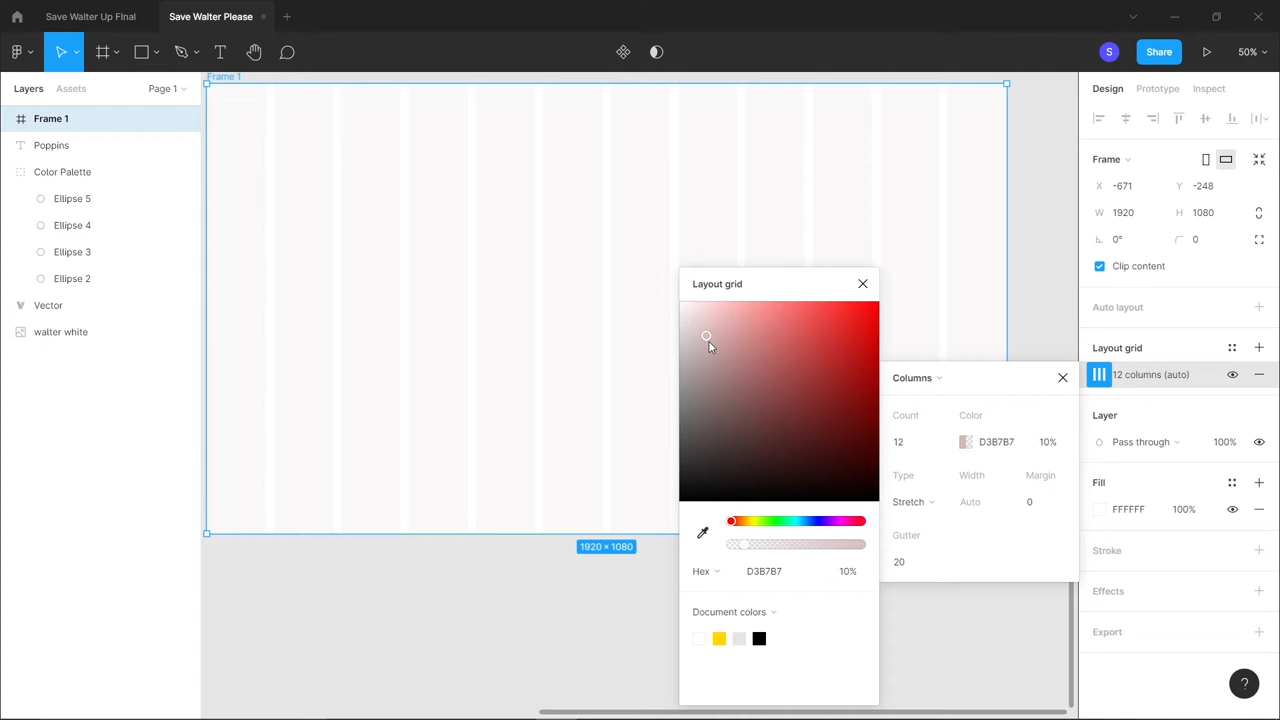 Save Walter Up FInal
Save Walter Please
S
Share
50%
Layers
Assets
Page 1
Frame 1
Poppins
Color Palette
Ellipse 5
Ellipse 4
Ellipse 3
Ellipse 2
Vector
walter white
Frame 1
1920 × 1080
Layout grid
Hex
D3B7B7
10%
Document colors
Columns
Count
Color
12
D3B7B7
10%
Type
Width
Margin
Stretch
Auto
0
Gutter
20
Design
Prototype
Inspect
Frame
X
-671
Y
-248
W
1920
H
1080
0°
0
Clip content
Auto layout
Layout grid
12 columns (auto)
Layer
Pass through
100%
Fill
FFFFFF
100%
Stroke
Effects
Export
?